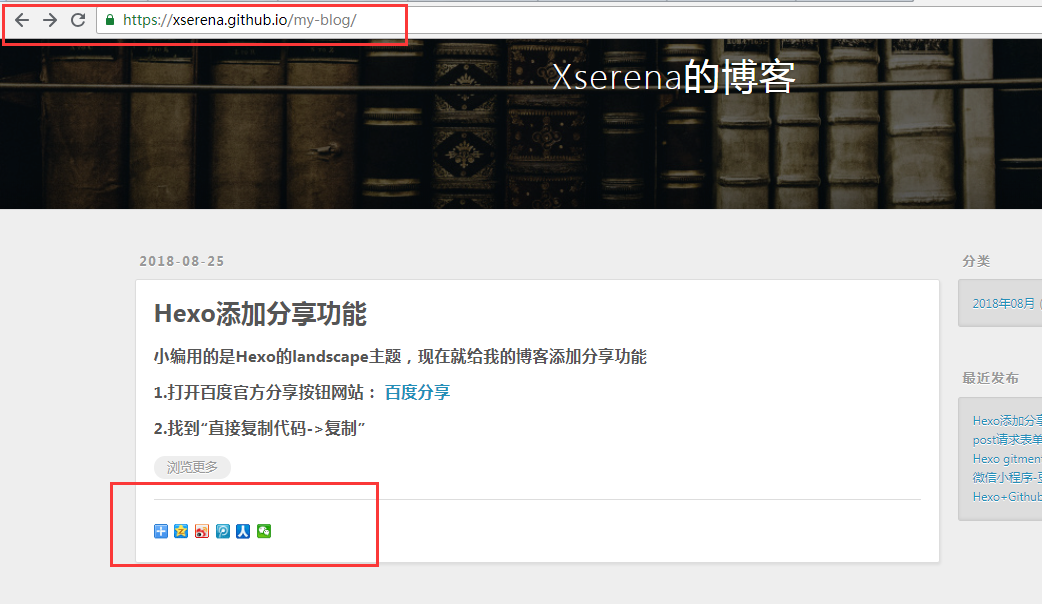 https://xserena.github.io/my-blog/
Xserena的博客
2018-08-25
Hexo添加分享功能
小编用的是Hexo的landscape主题，现在就给我的博客添加分享功能
1.打开百度官方分享按钮网站： 百度分享
2.找到“直接复制代码->复制”
浏览更多
分类
2018年08月 (
最近发布
Hexo添加分享
post请求表单
Hexo gitment
微信小程序-
Hexo+Github